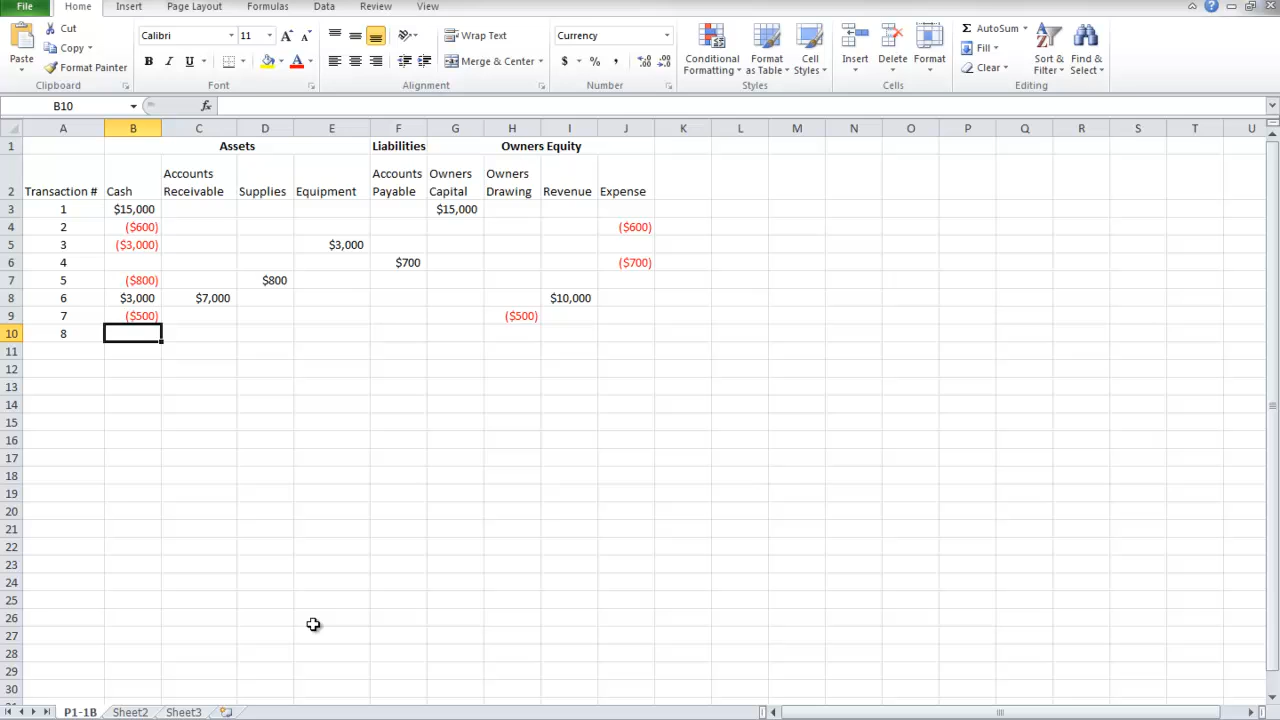 File Home Insert Page Layout Formulas Data Review View
Paste Cut Copy Format Painter
Calibri 11 A A
B I U A
Wrap Text
Merge & Center
Currency
$ % , .00 .00
Conditional Formatting Format as Table Cell Styles
Insert Delete Format
Σ AutoSum Fill Clear
Sort & Filter Find & Select
Clipboard Font Alignment Number Styles Cells Editing
B10 fx
A B C D E F G H I J K L M N O P Q R S T U
1 Assets Liabilities Owners Equity
2 Transaction # Cash Accounts Receivable Supplies Equipment Accounts Payable Owners Capital Owners Drawing Revenue Expense
3 1 $15,000 $15,000
4 2 ($600) ($600)
5 3 ($3,000) $3,000
6 4 $700 ($700)
7 5 ($800) $800
8 6 $3,000 $7,000 $10,000
9 7 ($500) ($500)
10 8
11
12
13
14
15
16
17
18
19
20
21
22
23
24
25
26
27
28
29
30
P1-1B Sheet2 Sheet3